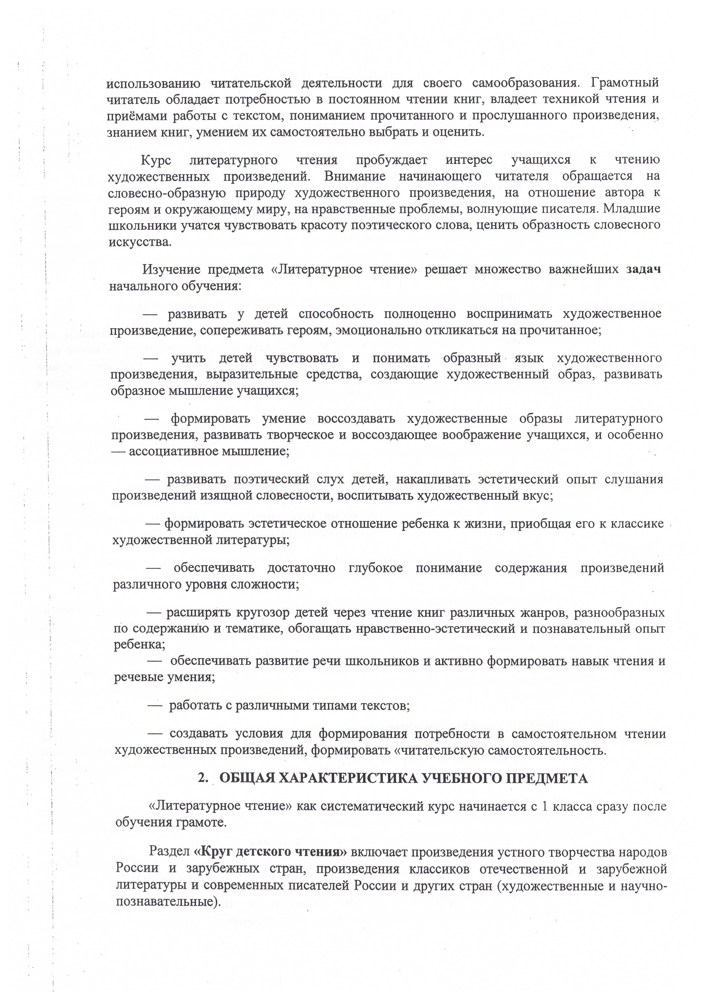 использованию читательской деятельности для своего самообразования. Грамотный
читатель обладает потребностью в постоянном чтении книг, владеет техникой чтения и
приёмами работы с текстом, пониманием прочитанного и прослушанного произведения,
знанием книг, умением их самостоятельно выбрать и оценить.
Курс литературного чтения пробуждает интерес учащихся к чтению
художественных произведений. Внимание начинающего читателя обращается на
словесно-образную природу художественного произведения, на отношение автора к
героям и окружающему миру, на нравственные проблемы, волнующие писателя. Младшие
школьники учатся чувствовать красоту поэтического слова, ценить образность словесного
искусства.
Изучение предмета «Литературное чтение» решает множество важнейших задач
начального обучения:
— развивать у детей способность полноценно воспринимать художественное
произведение, сопереживать героям, эмоционально откликаться на прочитанное;
— учить детей чувствовать и понимать образный язык художественного
произведения, выразительные средства, создающие художественный образ, развивать
образное мышление учащихся;
— формировать умение воссоздавать художественные образы литературного
произведения, развивать творческое и воссоздающее воображение учащихся, и особенно
— ассоциативное мышление;
— развивать поэтический слух детей, накапливать эстетический опыт слушания
произведений изящной словесности, воспитывать художественный вкус;
— формировать эстетическое отношение ребенка к жизни, приобщая его к классике
художественной литературы;
— обеспечивать достаточно глубокое понимание содержания произведений
различного уровня сложности;
— расширять кругозор детей через чтение книг различных жанров, разнообразных
по содержанию и тематике, обогащать нравственно-эстетический и познавательный опыт
ребенка;
— обеспечивать развитие речи школьников и активно формировать навык чтения и
речевые умения;
— работать с различными типами текстов;
— создавать условия для формирования потребности в самостоятельном чтении
художественных произведений, формировать «читательскую самостоятельность.
2. ОБЩАЯ ХАРАКТЕРИСТИКА УЧЕБНОГО ПРЕДМЕТА
«Литературное чтение» как систематический курс начинается с 1 класса сразу после
обучения грамоте.
Раздел «Круг детского чтения» включает произведения устного творчества народов
России и зарубежных стран, произведения классиков отечественной и зарубежной
литературы и современных писателей России и других стран (художественные и научно-
познавательные).